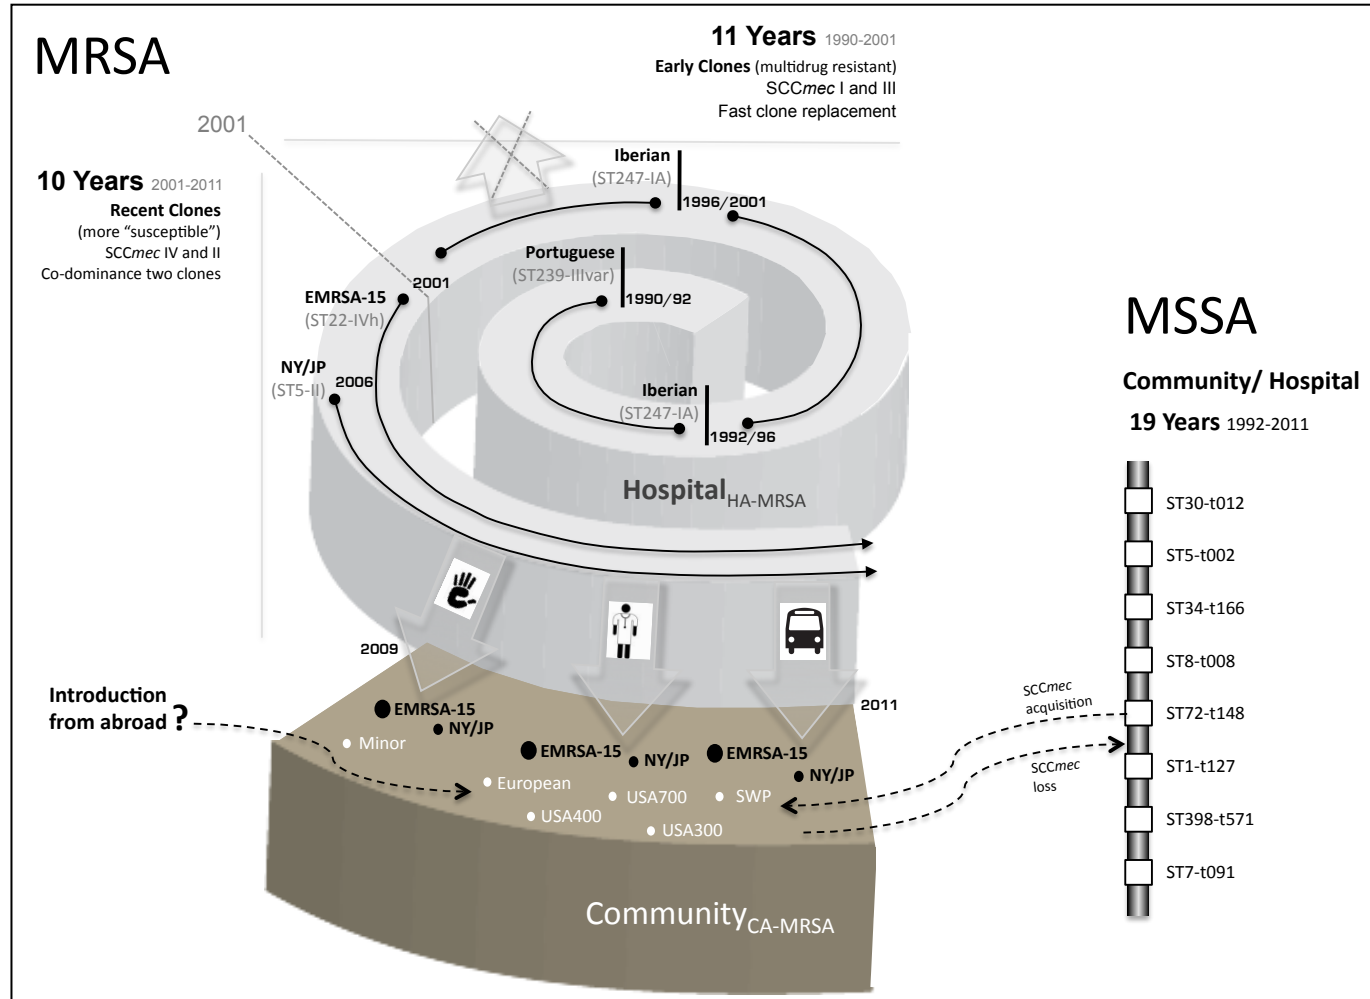 MRSA
11 Years 1990-2001
Early Clones (multidrug resistant)
SCCmec I and III
Fast clone replacement
2001
10 Years 2001-2011
Recent Clones
(more “susceptible”)
SCCmec IV and II
Co-dominance two clones
Iberian
(ST247-IA)
1996/2001
Portuguese
(ST239-IIIvar)
1990/92
2001
EMRSA-15
(ST22-IVh)
NY/JP
(ST5-II)
2006
Iberian
(ST247-IA)
1992/96
Hospital HA-MRSA
2009
2011
Introduction
from abroad ?
EMRSA-15
NY/JP
Minor
EMRSA-15
NY/JP
EMRSA-15
NY/JP
European
USA700
SWP
USA400
USA300
Community CA-MRSA
SCCmec
acquisition
SCCmec
loss
MSSA
Community/ Hospital
19 Years 1992-2011
ST30-t012
ST5-t002
ST34-t166
ST8-t008
ST72-t148
ST1-t127
ST398-t571
ST7-t091